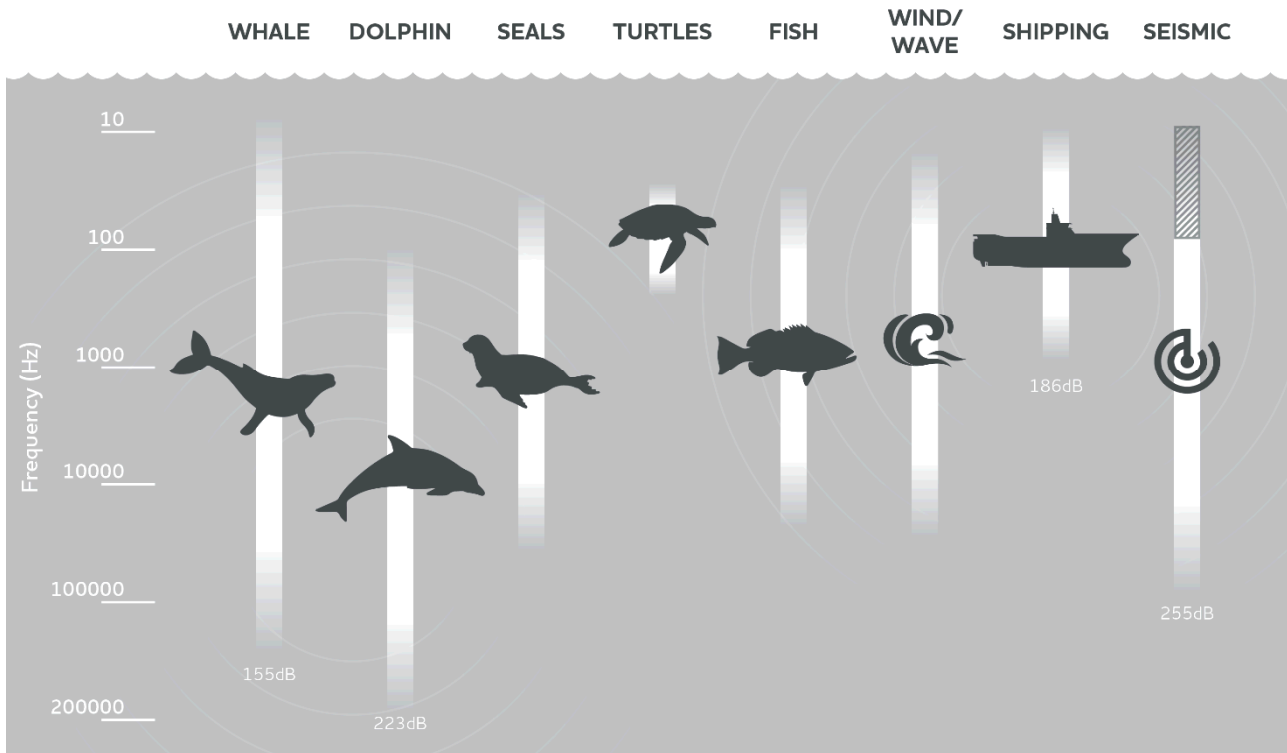 WHALE
DOLPHIN
SEALS
TURTLES
FISH
WIND/
WAVE
SHIPPING
SEISMIC
Frequency (Hz)
10
100
1000
10000
100000
200000
155dB
223dB
186dB
255dB